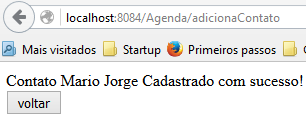 localhost:8084/Agenda/adicionaContato
Mais visitados Startup Primeiros passos
Contato Mario Jorge Cadastrado com sucesso!
voltar